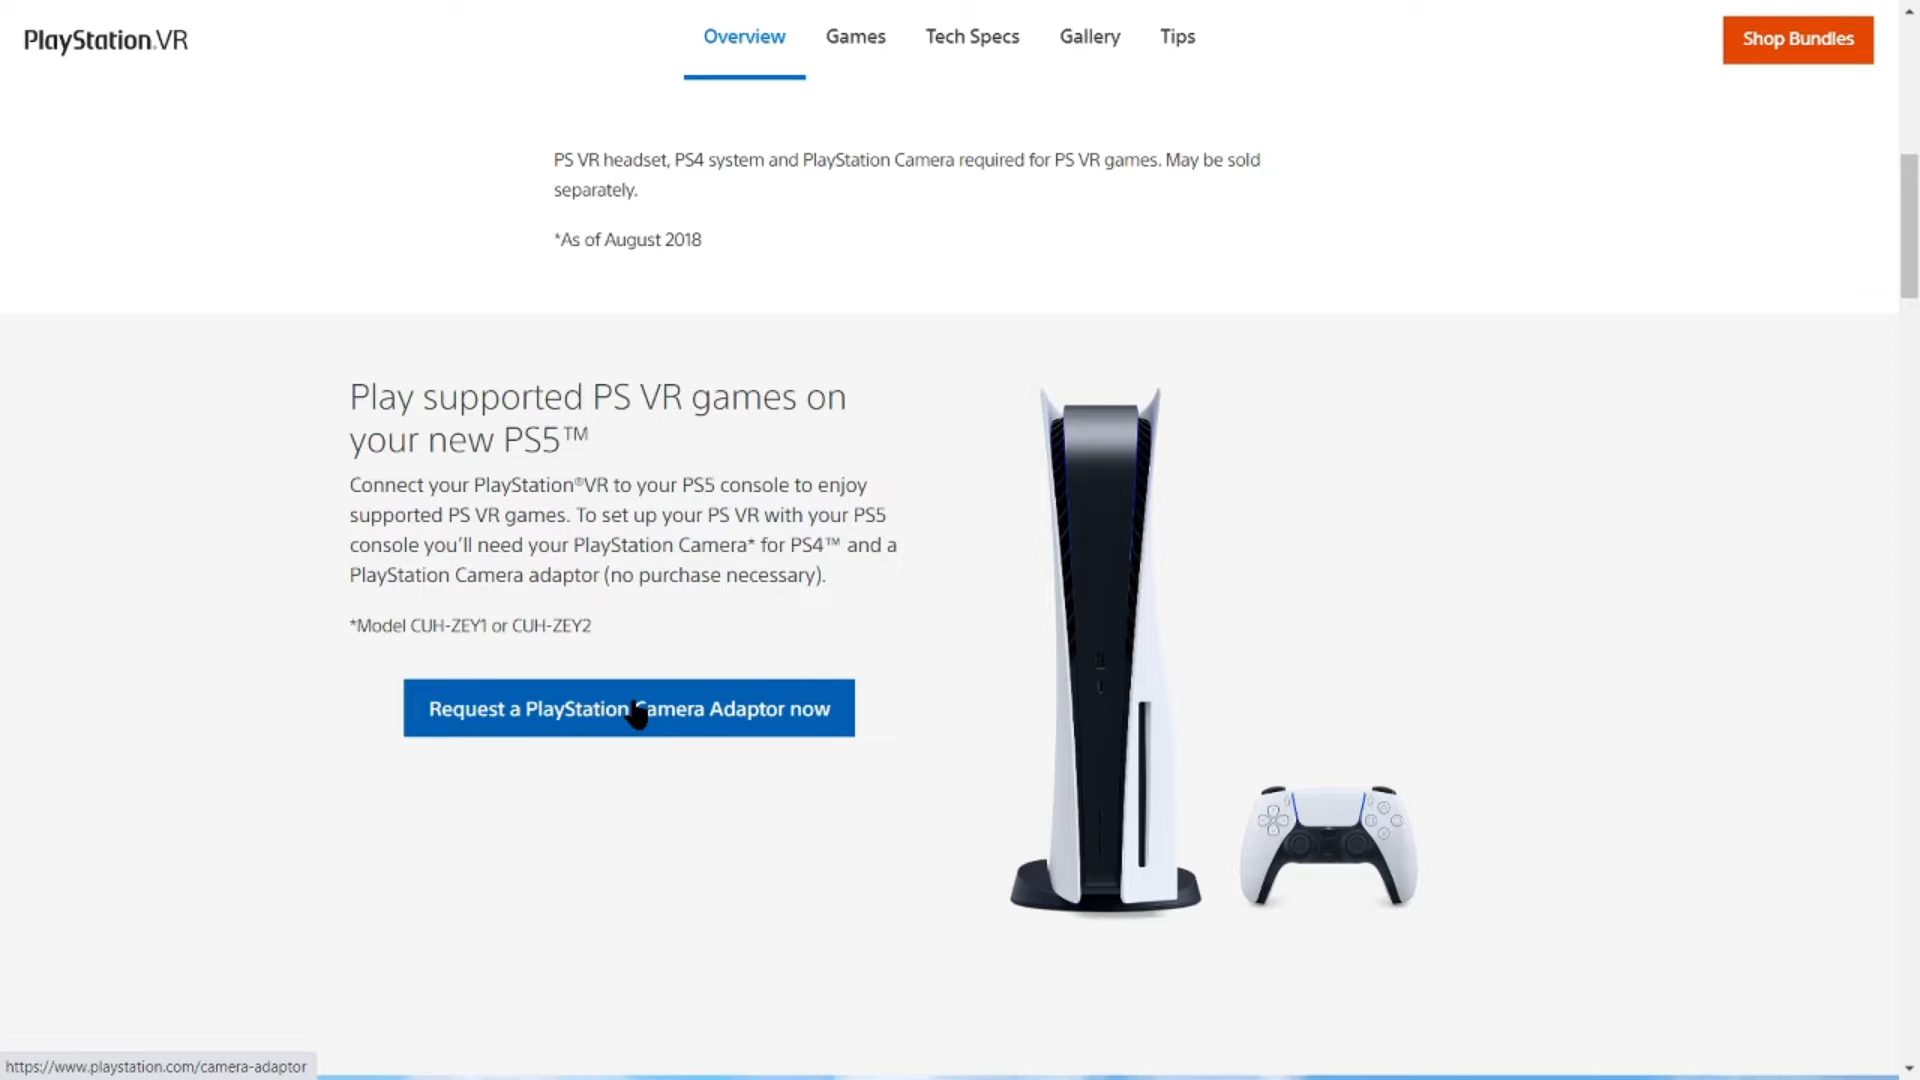 PlayStation.VR
Overview
Games
Tech Specs
Gallery
Tips
Shop Bundles
PS VR headset, PS4 system and PlayStation Camera required for PS VR games. May be sold
separately.
*As of August 2018
Play supported PS VR games on
your new PS5™
Connect your PlayStation®VR to your PS5 console to enjoy
supported PS VR games. To set up your PS VR with your PS5
console you'll need your PlayStation Camera* for PS4™ and a
PlayStation Camera adaptor (no purchase necessary).
*Model CUH-ZEY1 or CUH-ZEY2
Request a PlayStation Camera Adaptor now
https://www.playstation.com/camera-adaptor